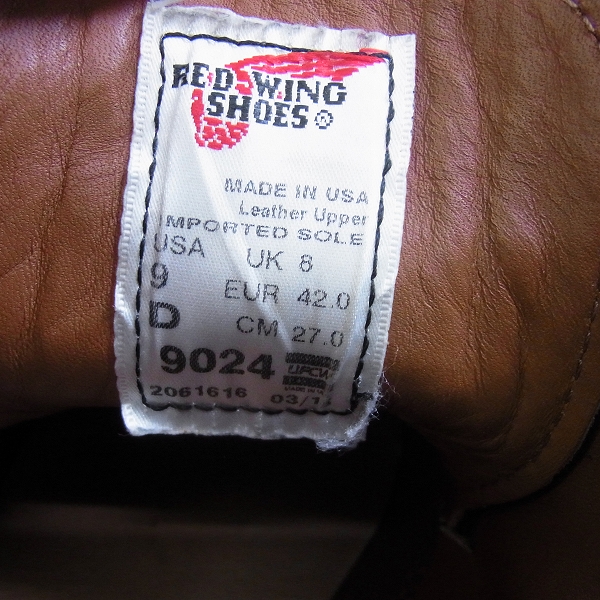 RED WING
SHOES ®
MADE IN USA
Leather Upper
IMPORTED SOLE
USA UK 8
9 EUR 42.0
D CM 27.0
9024 UFCW
2061616